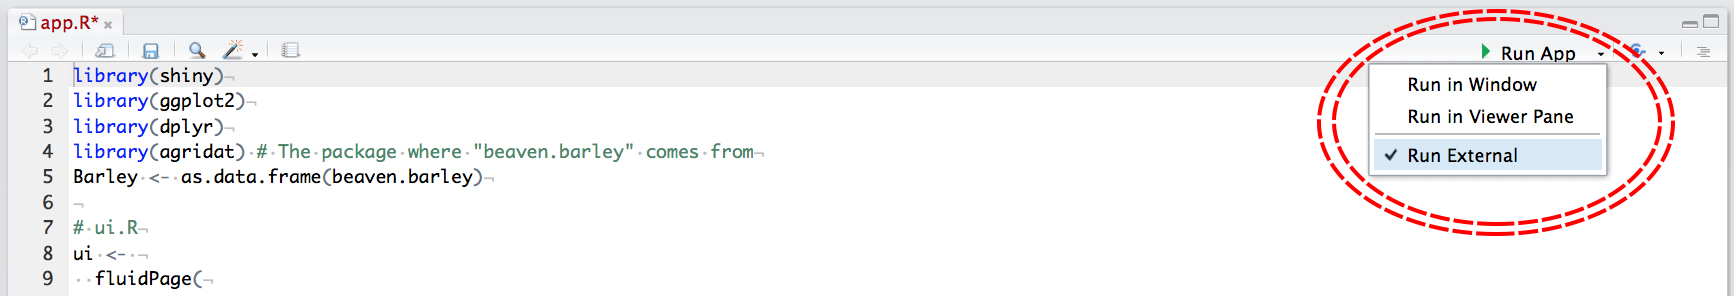 app.R*
Run App
1 library(shiny)
2 library(ggplot2)
3 library(dplyr)
4 library(agridat) # The package where "beaven.barley" comes from
5 Barley <- as.data.frame(beaven.barley)
6
7 # ui.R
8 ui <-
9 fluidPage(
Run in Window
Run in Viewer Pane
Run External